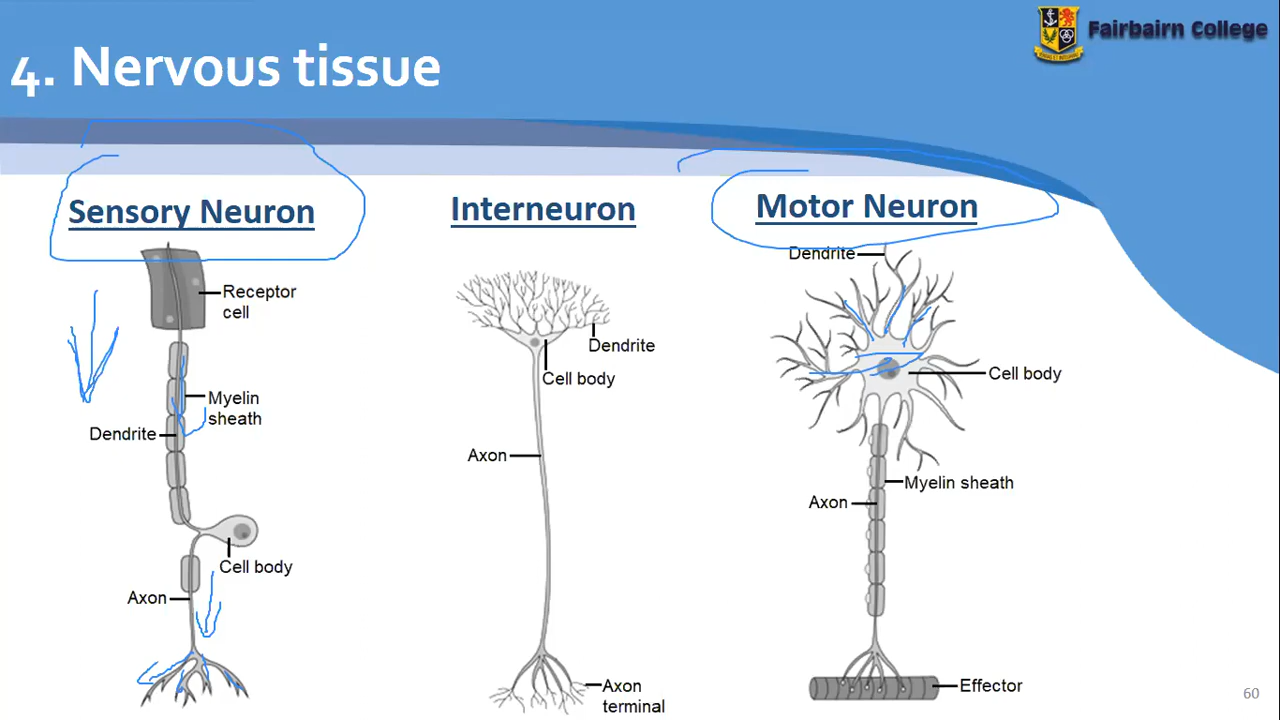 Fairbairn College
4. Nervous tissue
Sensory Neuron
Receptor
cell
Myelin
sheath
Dendrite
Cell body
Axon
Interneuron
Dendrite
Cell body
Axon
Axon
terminal
Motor Neuron
Dendrite
Cell body
Myelin sheath
Axon
Effector
60